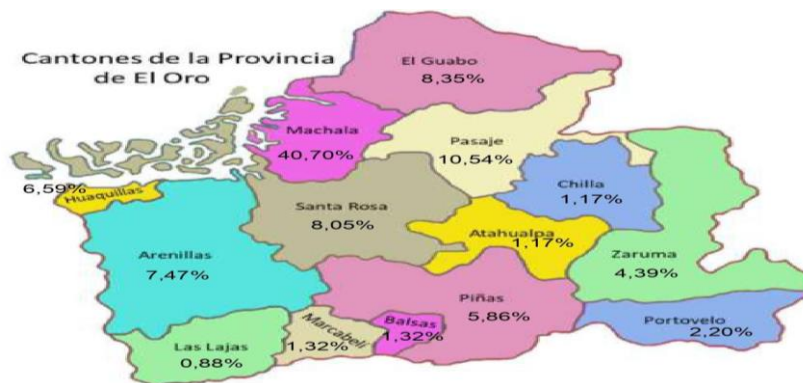 Cantones de la Provincia
de El Oro
El Guabo
8,35%
Machala
40,70%
Pasaje
10,54%
6,59%
Huaquillas
Chilla
1,17%
Santa Rosa
8,05%
Atahualpa
1,17%
Arenillas
7,47%
Zaruma
4,39%
Piñas
5,86%
Balsas
1,32%
Marcabelí
1,32%
Portovelo
2,20%
Las Lajas
0,88%